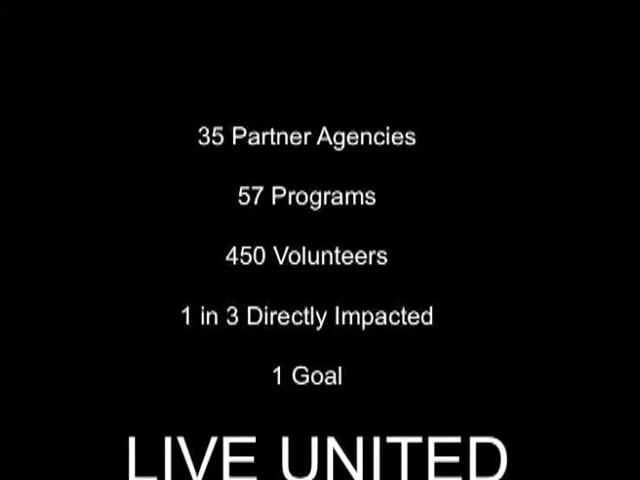 35 Partner Agencies
57 Programs
450 Volunteers
1 in 3 Directly Impacted
1 Goal
LIVE UNITED